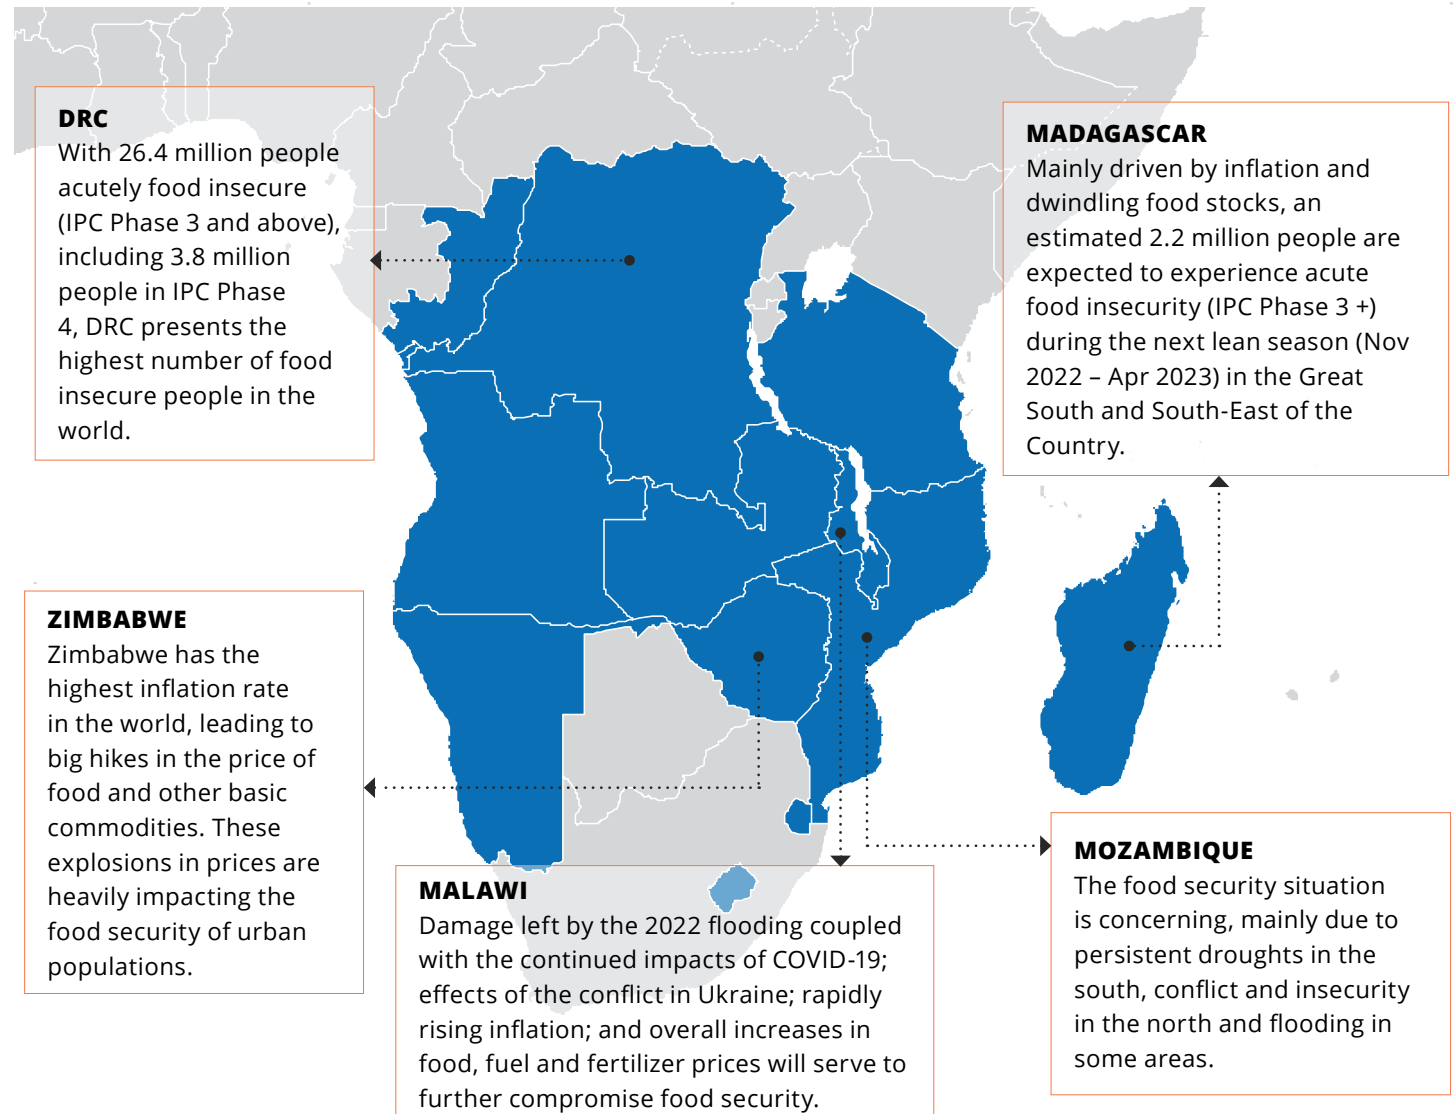 DRC
With 26.4 million people
acutely food insecure
(IPC Phase 3 and above),
including 3.8 million
people in IPC Phase
4, DRC presents the
highest number of food
insecure people in the
world.
MADAGASCAR
Mainly driven by inflation and
dwindling food stocks, an
estimated 2.2 million people are
expected to experience acute
food insecurity (IPC Phase 3 +)
during the next lean season (Nov
2022 – Apr 2023) in the Great
South and South-East of the
Country.
ZIMBABWE
Zimbabwe has the
highest inflation rate
in the world, leading to
big hikes in the price of
food and other basic
commodities. These
explosions in prices are
heavily impacting the
food security of urban
populations.
MALAWI
Damage left by the 2022 flooding coupled
with the continued impacts of COVID-19;
effects of the conflict in Ukraine; rapidly
rising inflation; and overall increases in
food, fuel and fertilizer prices will serve to
further compromise food security.
MOZAMBIQUE
The food security situation
is concerning, mainly due to
persistent droughts in the
south, conflict and insecurity
in the north and flooding in
some areas.